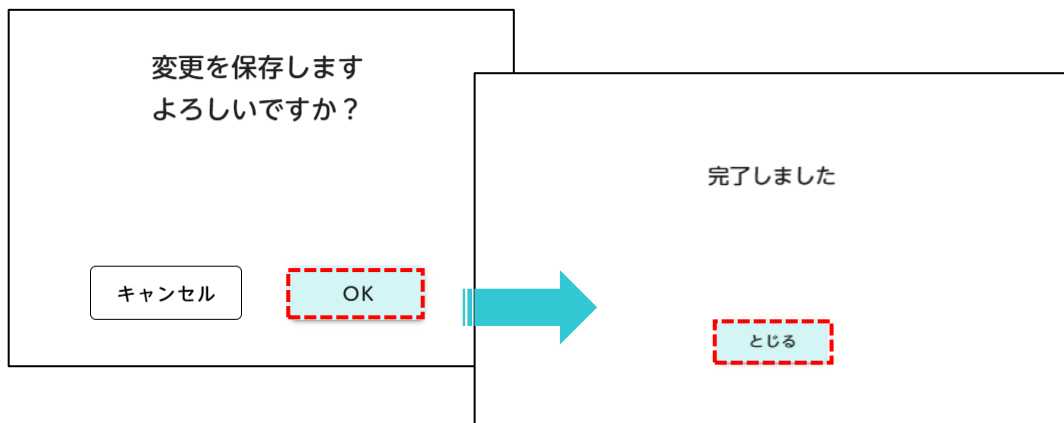 変更を保存します
よろしいですか？
キャンセル
OK
完了しました
とじる